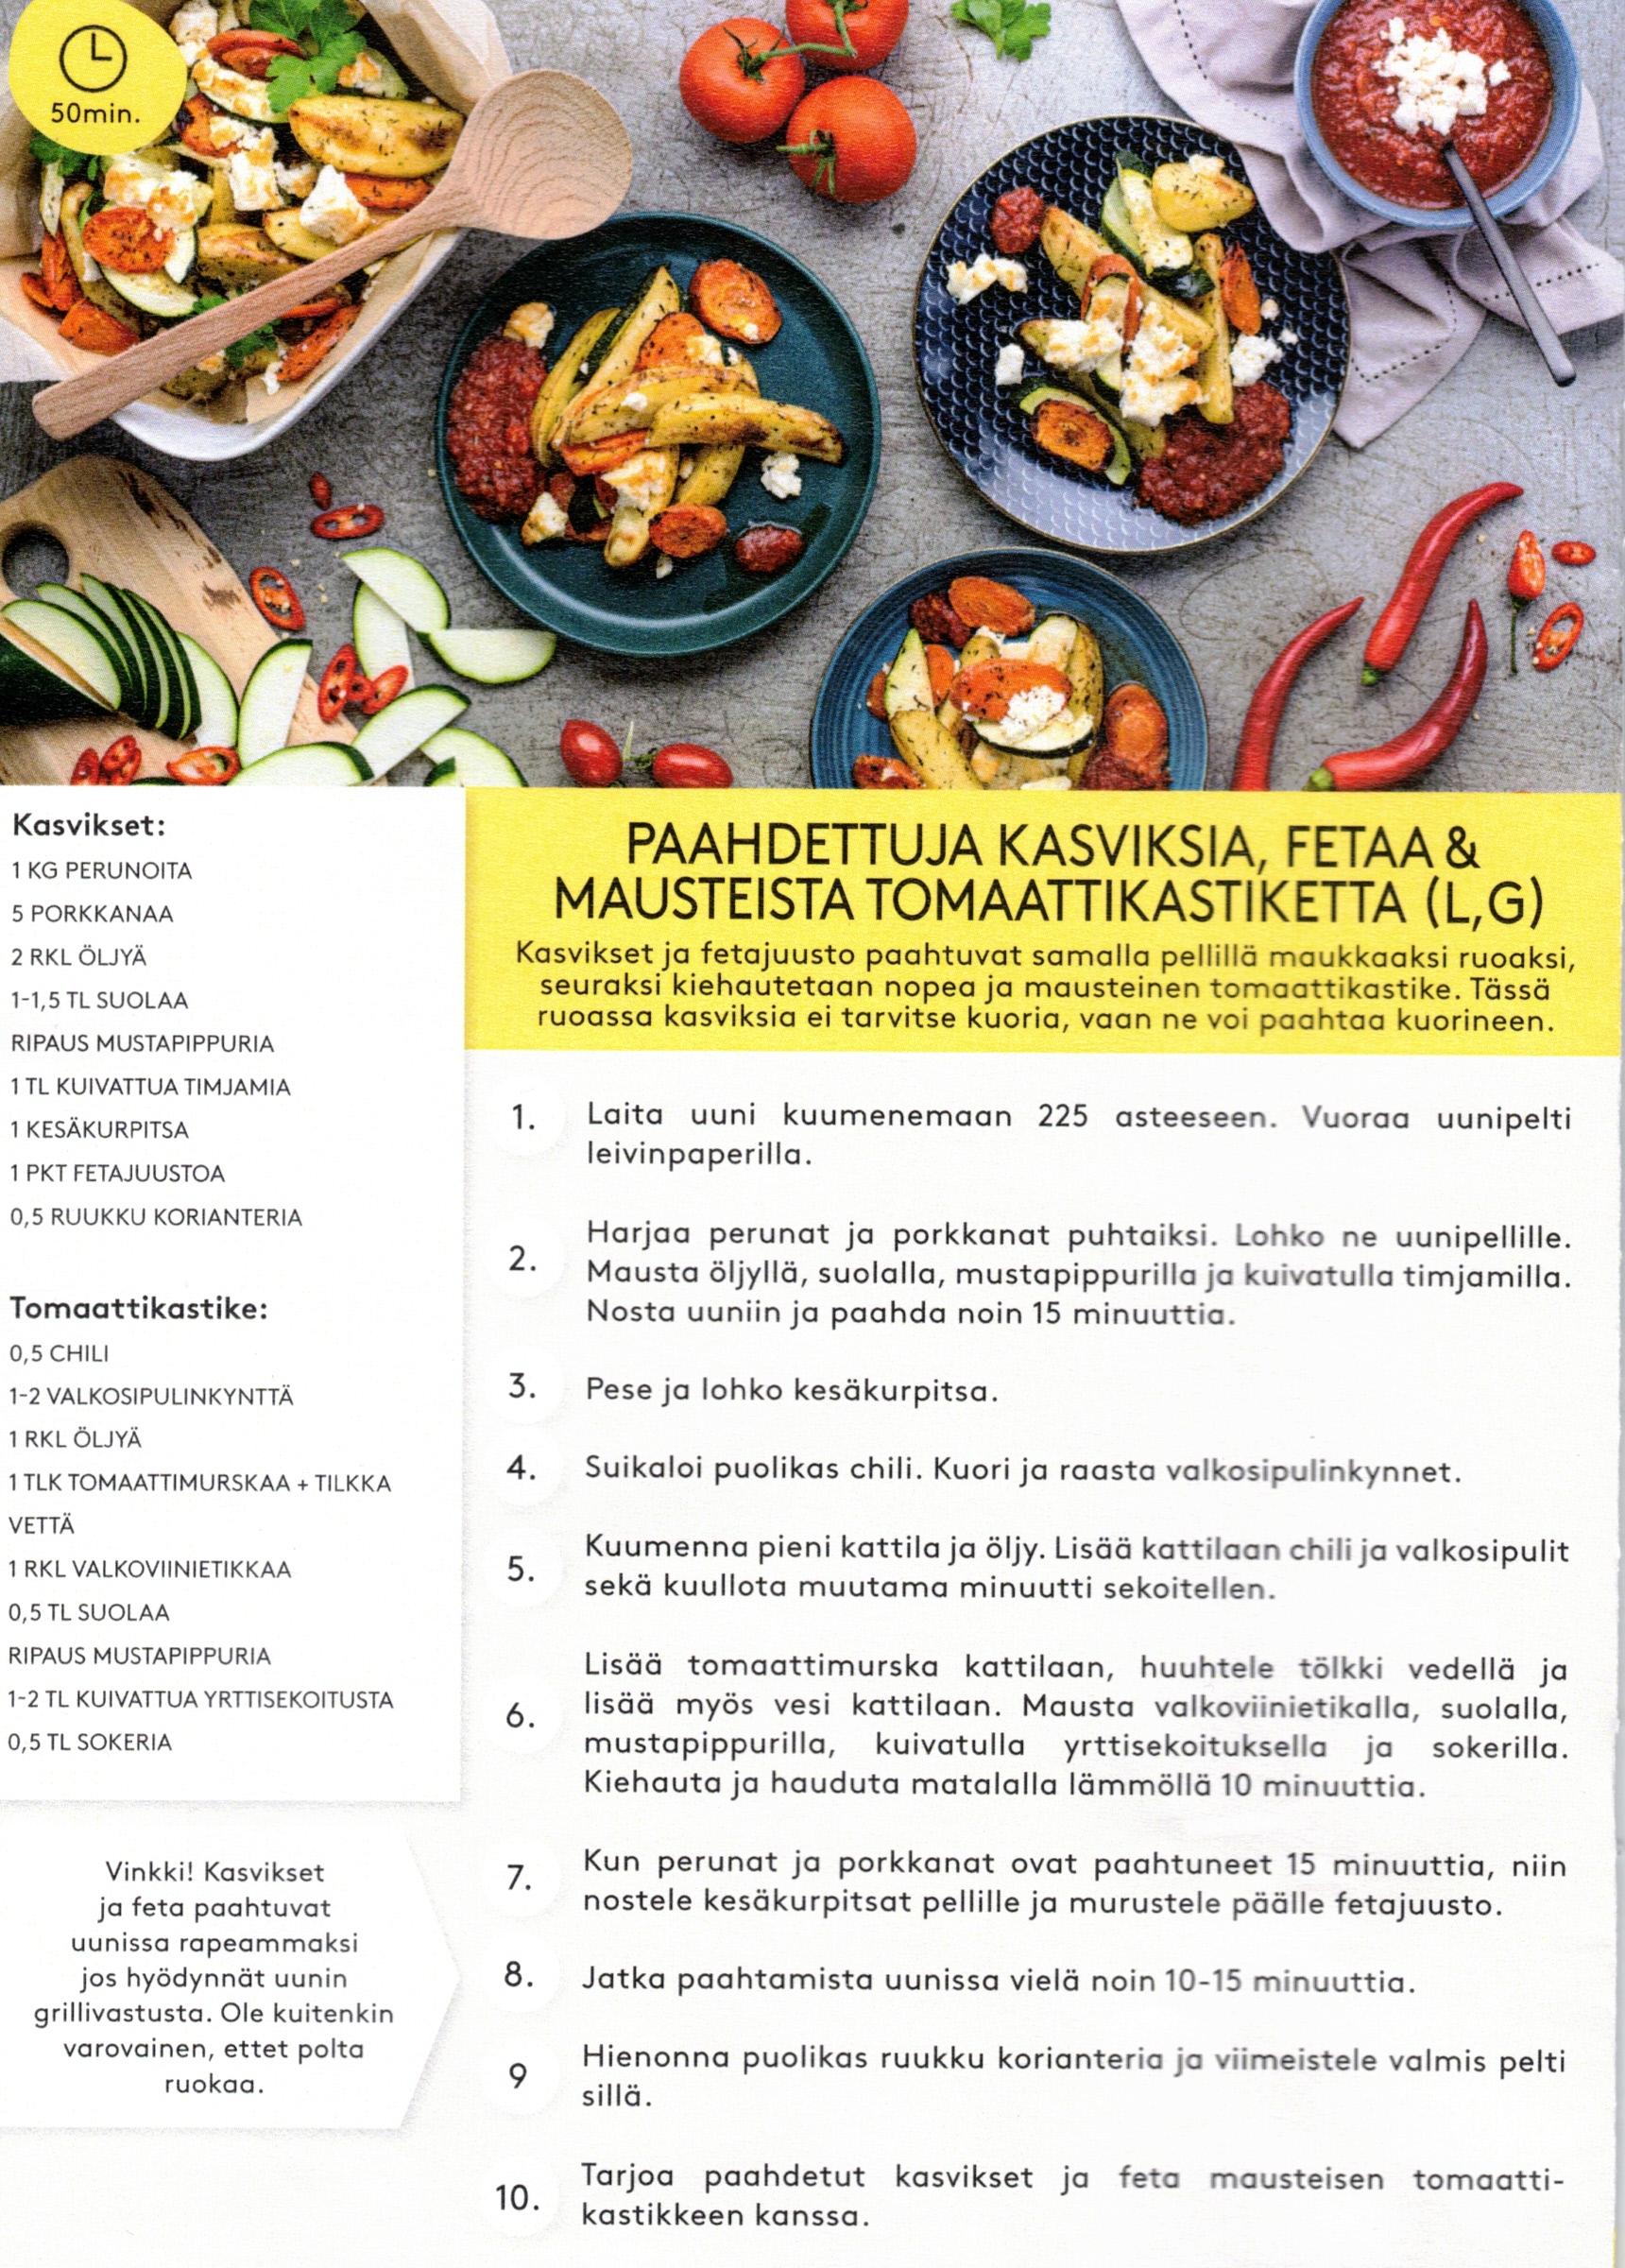 50min.
Kasvikset:
1 KG PERUNOITA
5 PORKKANAA
2 RKL ÖLJYÄ
1-1,5 TL SUOLAA
RIPAUS MUSTAPIPPURIA
1 TL KUIVATTUA TIMJAMIA
1 KESÄKURPITSA
1 PKT FETAJUUSTOA
0,5 RUUKKU KORIANTERIA
Tomaattikastike:
0,5 CHILI
1-2 VALKOSIPULINKYNTTÄ
1 RKL ÖLJYÄ
1 TLK TOMAATTIMURSKAA + TILKKA
VETTÄ
1 RKL VALKOVIINIETIKKAA
0,5 TL SUOLAA
RIPAUS MUSTAPIPPURIA
1-2 TL KUIVATTUA YRTTISEKOITUSTA
0,5 TL SOKERIA
Vinkki! Kasvikset
ja feta paahtuvat
uunissa rapeammaksi
jos hyödynnät uunin
grillivastusta. Ole kuitenkin
varovainen, ettet polta
ruokaa.
PAAHDETTUJA KASVIKSIA, FETAA &
MAUSTEISTA TOMAATTIKASTIKETTA (L,G)
Kasvikset ja fetajuusto paahtuvat samalla pellillä maukkaaksi ruoaksi,
seuraksi kiehautetaan nopea ja mausteinen tomaattikastike. Tässä
ruoassa kasviksia ei tarvitse kuoria, vaan ne voi paahtaa kuorineen.
1. Laita uuni kuumenemaan 225 asteeseen. Vuoraa uunipelti
leivinpaperilla.
2. Harjaa perunat ja porkkanat puhtaiksi. Lohko ne uunipellille.
Mausta öljyllä, suolalla, mustapippurilla ja kuivatulla timjamilla.
Nosta uuniin ja paahda noin 15 minuuttia.
3. Pese ja lohko kesäkurpitsa.
4. Suikaloi puolikas chili. Kuori ja raasta valkosipulinkynnet.
5. Kuumenna pieni kattila ja öljy. Lisää kattilaan chili ja valkosipulit
sekä kuullota muutama minuutti sekoitellen.
6. Lisää tomaattimurska kattilaan, huuhtele tölkki vedellä ja
lisää myös vesi kattilaan. Mausta valkoviinietikalla, suolalla,
mustapippurilla, kuivatulla yrttisekoituksella ja sokerilla.
Kiehauta ja hauduta matalalla lämmöllä 10 minuuttia.
7. Kun perunat ja porkkanat ovat paahtuneet 15 minuuttia, niin
nostele kesäkurpitsat pellille ja murustele päälle fetajuusto.
8. Jatka paahtamista uunissa vielä noin 10-15 minuuttia.
9 Hienonna puolikas ruukku korianteria ja viimeistele valmis pelti
sillä.
10. Tarjoa paahdetut kasvikset ja feta mausteisen tomaatti-
kastikkeen kanssa.